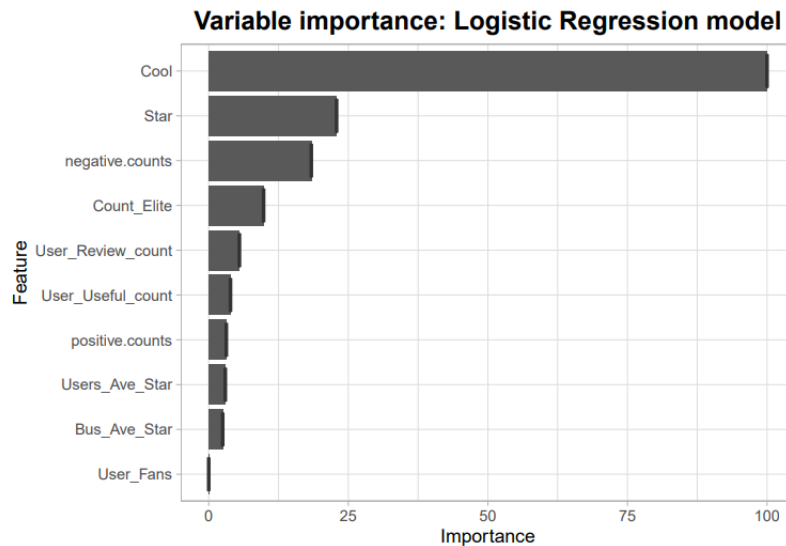 Variable importance: Logistic Regression model
Cool
Star
negative.counts
Count_Elite
User_Review_count
User_Useful_count
positive.counts
Users_Ave_Star
Bus_Ave_Star
User_Fans
Feature
0 25 50 75 100
Importance